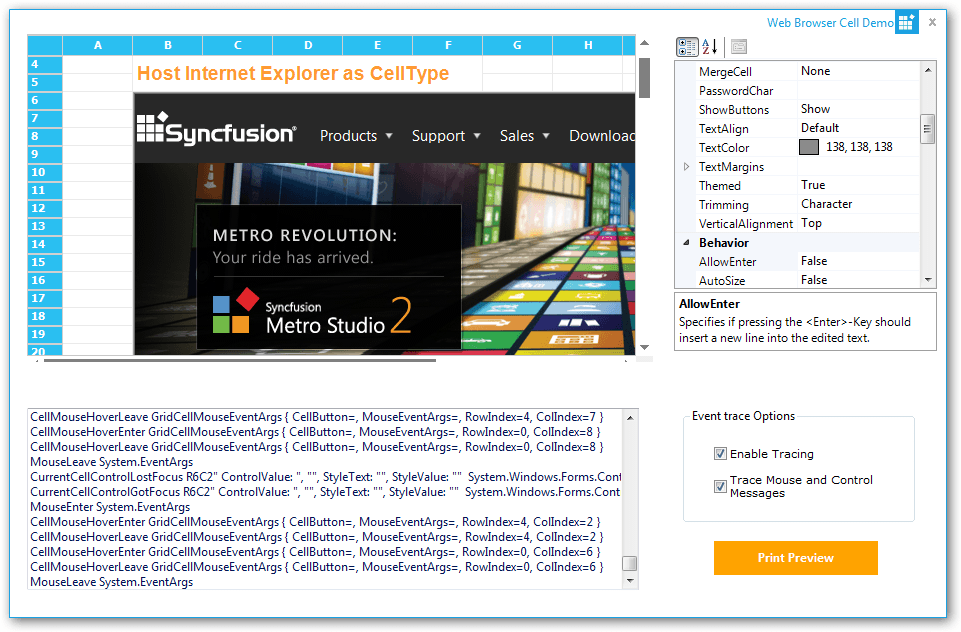 Web Browser Cell Demo
A B C D E F G H
4
5
Host Internet Explorer as CellType
6
7
8
9
10
11
12
13
14
15
16
17
18
19
20
Syncfusion®
Products Support Sales Download
METRO REVOLUTION:
Your ride has arrived.
Syncfusion
Metro Studio 2
MergeCell None
PasswordChar
ShowButtons Show
TextAlign Default
TextColor 138, 138, 138
TextMargins
Themed True
Trimming Character
VerticalAlignment Top
Behavior
AllowEnter False
AutoSize False
AllowEnter
Specifies if pressing the <Enter>-Key should
insert a new line into the edited text.
CellMouseHoverLeave GridCellMouseEventArgs { CellButton=, MouseEventArgs=, RowIndex=4, ColIndex=7 }
CellMouseHoverEnter GridCellMouseEventArgs { CellButton=, MouseEventArgs=, RowIndex=0, ColIndex=8 }
CellMouseHoverLeave GridCellMouseEventArgs { CellButton=, MouseEventArgs=, RowIndex=0, ColIndex=8 }
MouseLeave System.EventArgs
CurrentCellControlLostFocus R6C2" ControlValue: ", "", StyleText: "", StyleValue: "" System.Windows.Forms.Cont
CurrentCellControlGotFocus R6C2" ControlValue: ", "", StyleText: "", StyleValue: "" System.Windows.Forms.Cont
MouseEnter System.EventArgs
CellMouseHoverEnter GridCellMouseEventArgs { CellButton=, MouseEventArgs=, RowIndex=4, ColIndex=2 }
CellMouseHoverLeave GridCellMouseEventArgs { CellButton=, MouseEventArgs=, RowIndex=4, ColIndex=2 }
CellMouseHoverEnter GridCellMouseEventArgs { CellButton=, MouseEventArgs=, RowIndex=0, ColIndex=6 }
CellMouseHoverLeave GridCellMouseEventArgs { CellButton=, MouseEventArgs=, RowIndex=0, ColIndex=6 }
MouseLeave System.EventArgs
Event trace Options
Enable Tracing
Trace Mouse and Control
Messages
Print Preview